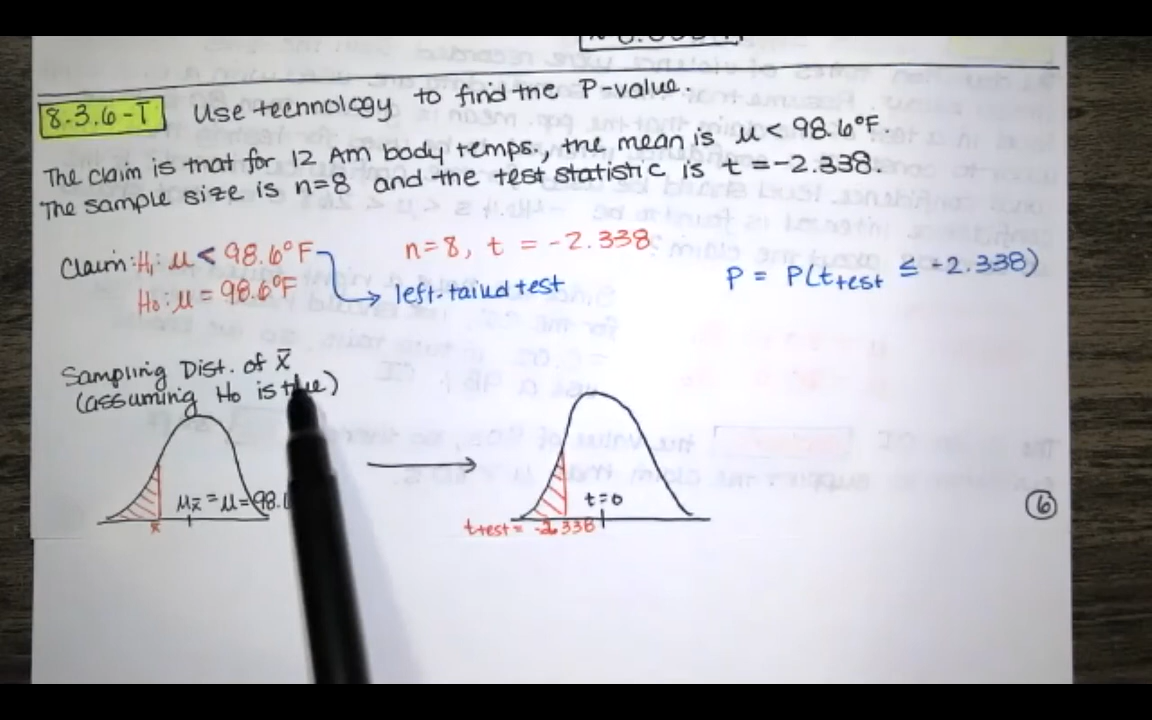 8-3.6-T Use technology to find the P-value.
The claim is that for 12 Am body temps., the mean is μ < 98.6°F.
The sample size is n=8 and the test statistic is t = -2.338.
Claim: H₁: μ < 98.6°F n=8, t = -2.338
H₀: μ = 98.6°F left-tailed test P = P(t_test ≤ -2.338)
Sampling Dist. of x̄
(assuming H₀ is true)
μx̄ = μ = 98. t=0
x̄ t_test = -2.338
6